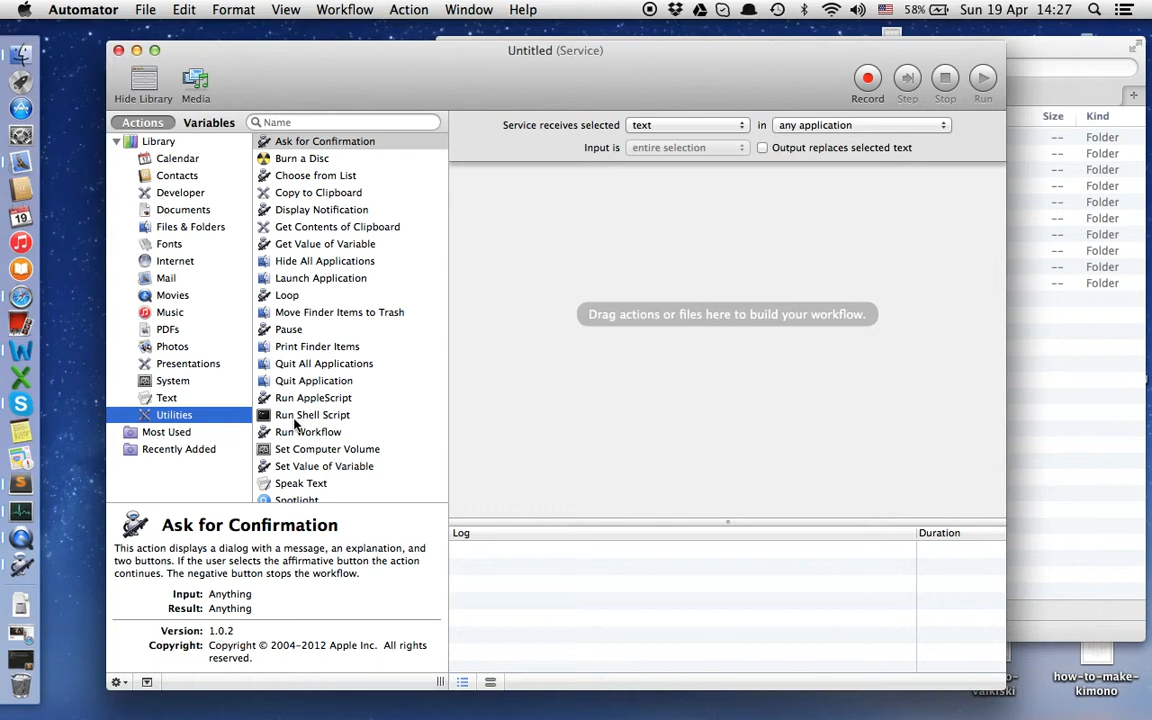 Automator File Edit Format View Workflow Action Window Help 58% Sun 19 Apr 14:27
Untitled (Service)
Hide Library Media Record Step Stop Run
Actions Variables Name
Service receives selected text in any application
Input is entire selection Output replaces selected text
Library
Calendar
Contacts
Developer
Documents
Files & Folders
Fonts
Internet
Mail
Movies
Music
PDFs
Photos
Presentations
System
Text
Utilities
Most Used
Recently Added
Ask for Confirmation
Burn a Disc
Choose from List
Copy to Clipboard
Display Notification
Get Contents of Clipboard
Get Value of Variable
Hide All Applications
Launch Application
Loop
Move Finder Items to Trash
Pause
Print Finder Items
Quit All Applications
Quit Application
Run AppleScript
Run Shell Script
Run Workflow
Set Computer Volume
Set Value of Variable
Speak Text
Spotlight
Drag actions or files here to build your workflow.
Log Duration
Ask for Confirmation
This action displays a dialog with a message, an explanation, and
two buttons. If the user selects the affirmative button the action
continues. The negative button stops the workflow.
Input: Anything
Result: Anything
Version: 1.0.2
Copyright: Copyright © 2004-2012 Apple Inc. All rights
reserved.
Size Kind
-- Folder
-- Folder
-- Folder
-- Folder
-- Folder
-- Folder
-- Folder
-- Folder
-- Folder
-- Folder
19
how-to-make-
kimono